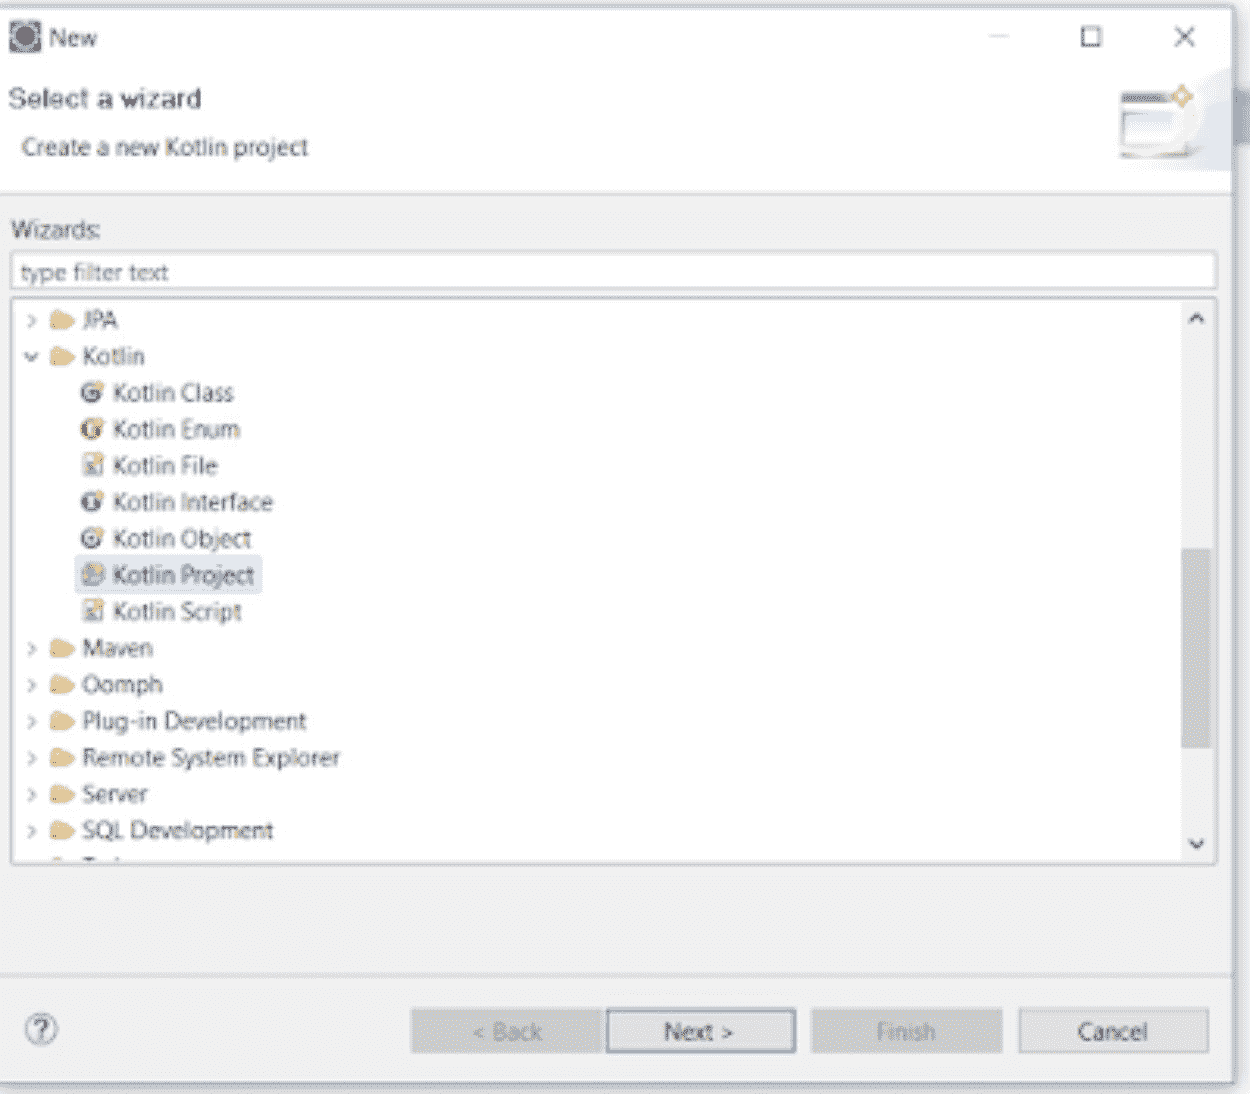 New
Select a wizard
Create a new Kotlin project
Wizards:
type filter text
JPA
Kotlin
Kotlin Class
Kotlin Enum
Kotlin File
Kotlin Interface
Kotlin Object
Kotlin Project
Kotlin Script
Maven
Oomph
Plug-in Development
Remote System Explorer
Server
SQL Development
?
< Back Next > Finish Cancel